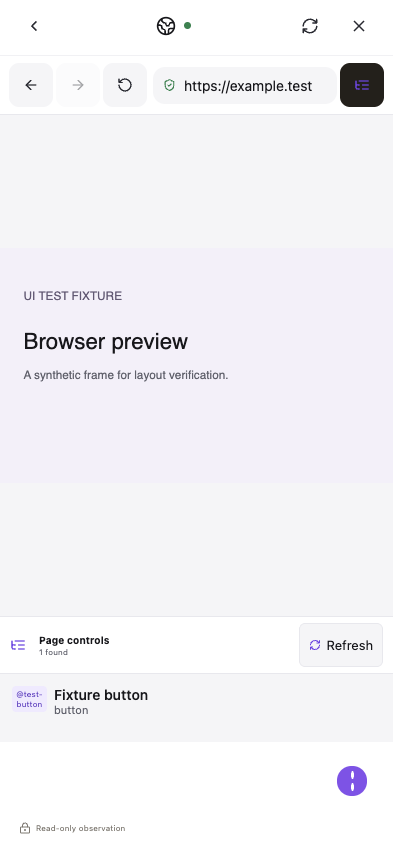 https://example.test
UI TEST FIXTURE
Browser preview
A synthetic frame for layout verification.
Page controls
1 found
Refresh
@test-
button
Fixture button
button
Read-only observation